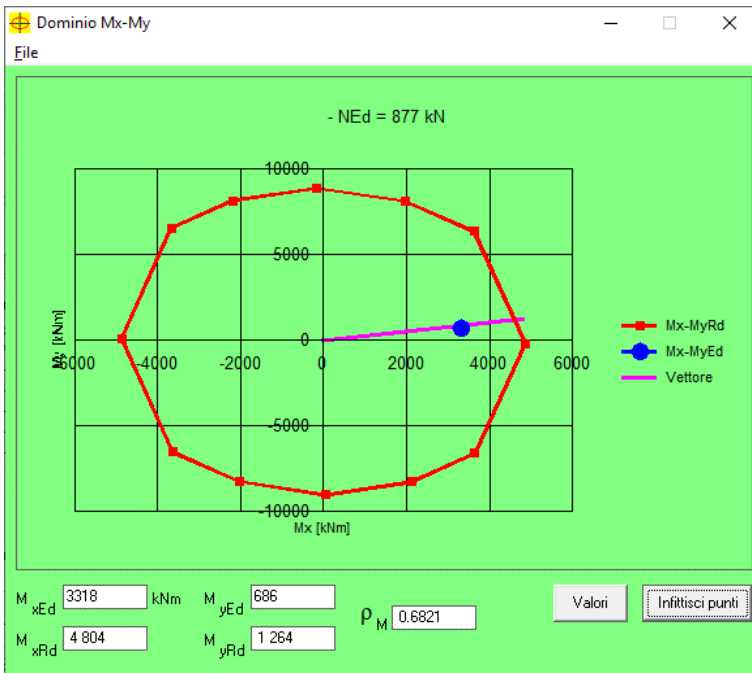 Dominio Mx-My
File
- NEd = 877 kN
10000
5000
0
-6000 -4000 -2000 0 2000 4000 6000
-5000
-10000
My [kNm]
Mx [kNm]
Mx-MyRd
Mx-MyEd
Vettore
M xEd 3318 kNm M yEd 686
ρ M 0.6821
M xRd 4 804 M yRd 1 264
Valori
Infittisci punti